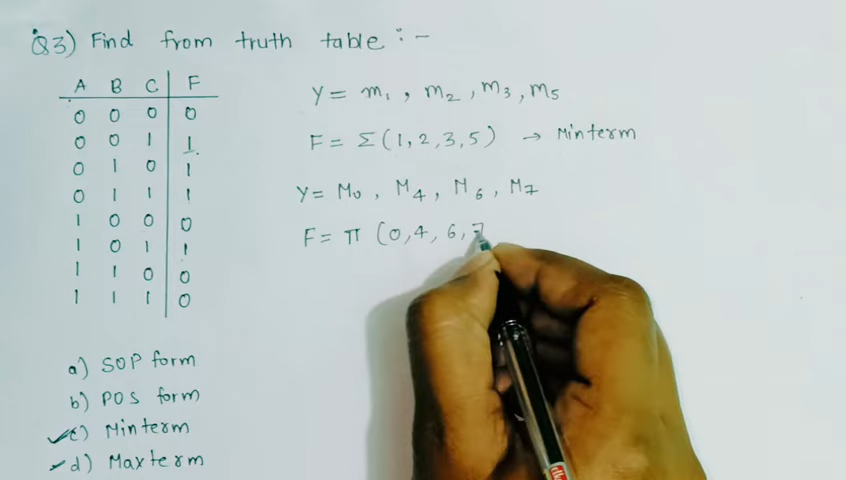 Q3) Find from truth table :-
A B C F
0 0 0 0
0 0 1 1
0 1 0 1
0 1 1 1
1 0 0 0
1 0 1 1
1 1 0 0
1 1 1 0
Y = m1 , m2 , m3 , m5
F = Σ(1,2,3,5) → Minterm
Y = M0 , M4 , M6 , M7
F = π (0,4,6,7
a) SOP form
b) POS form
✓c) Minterm
✓d) Maxterm